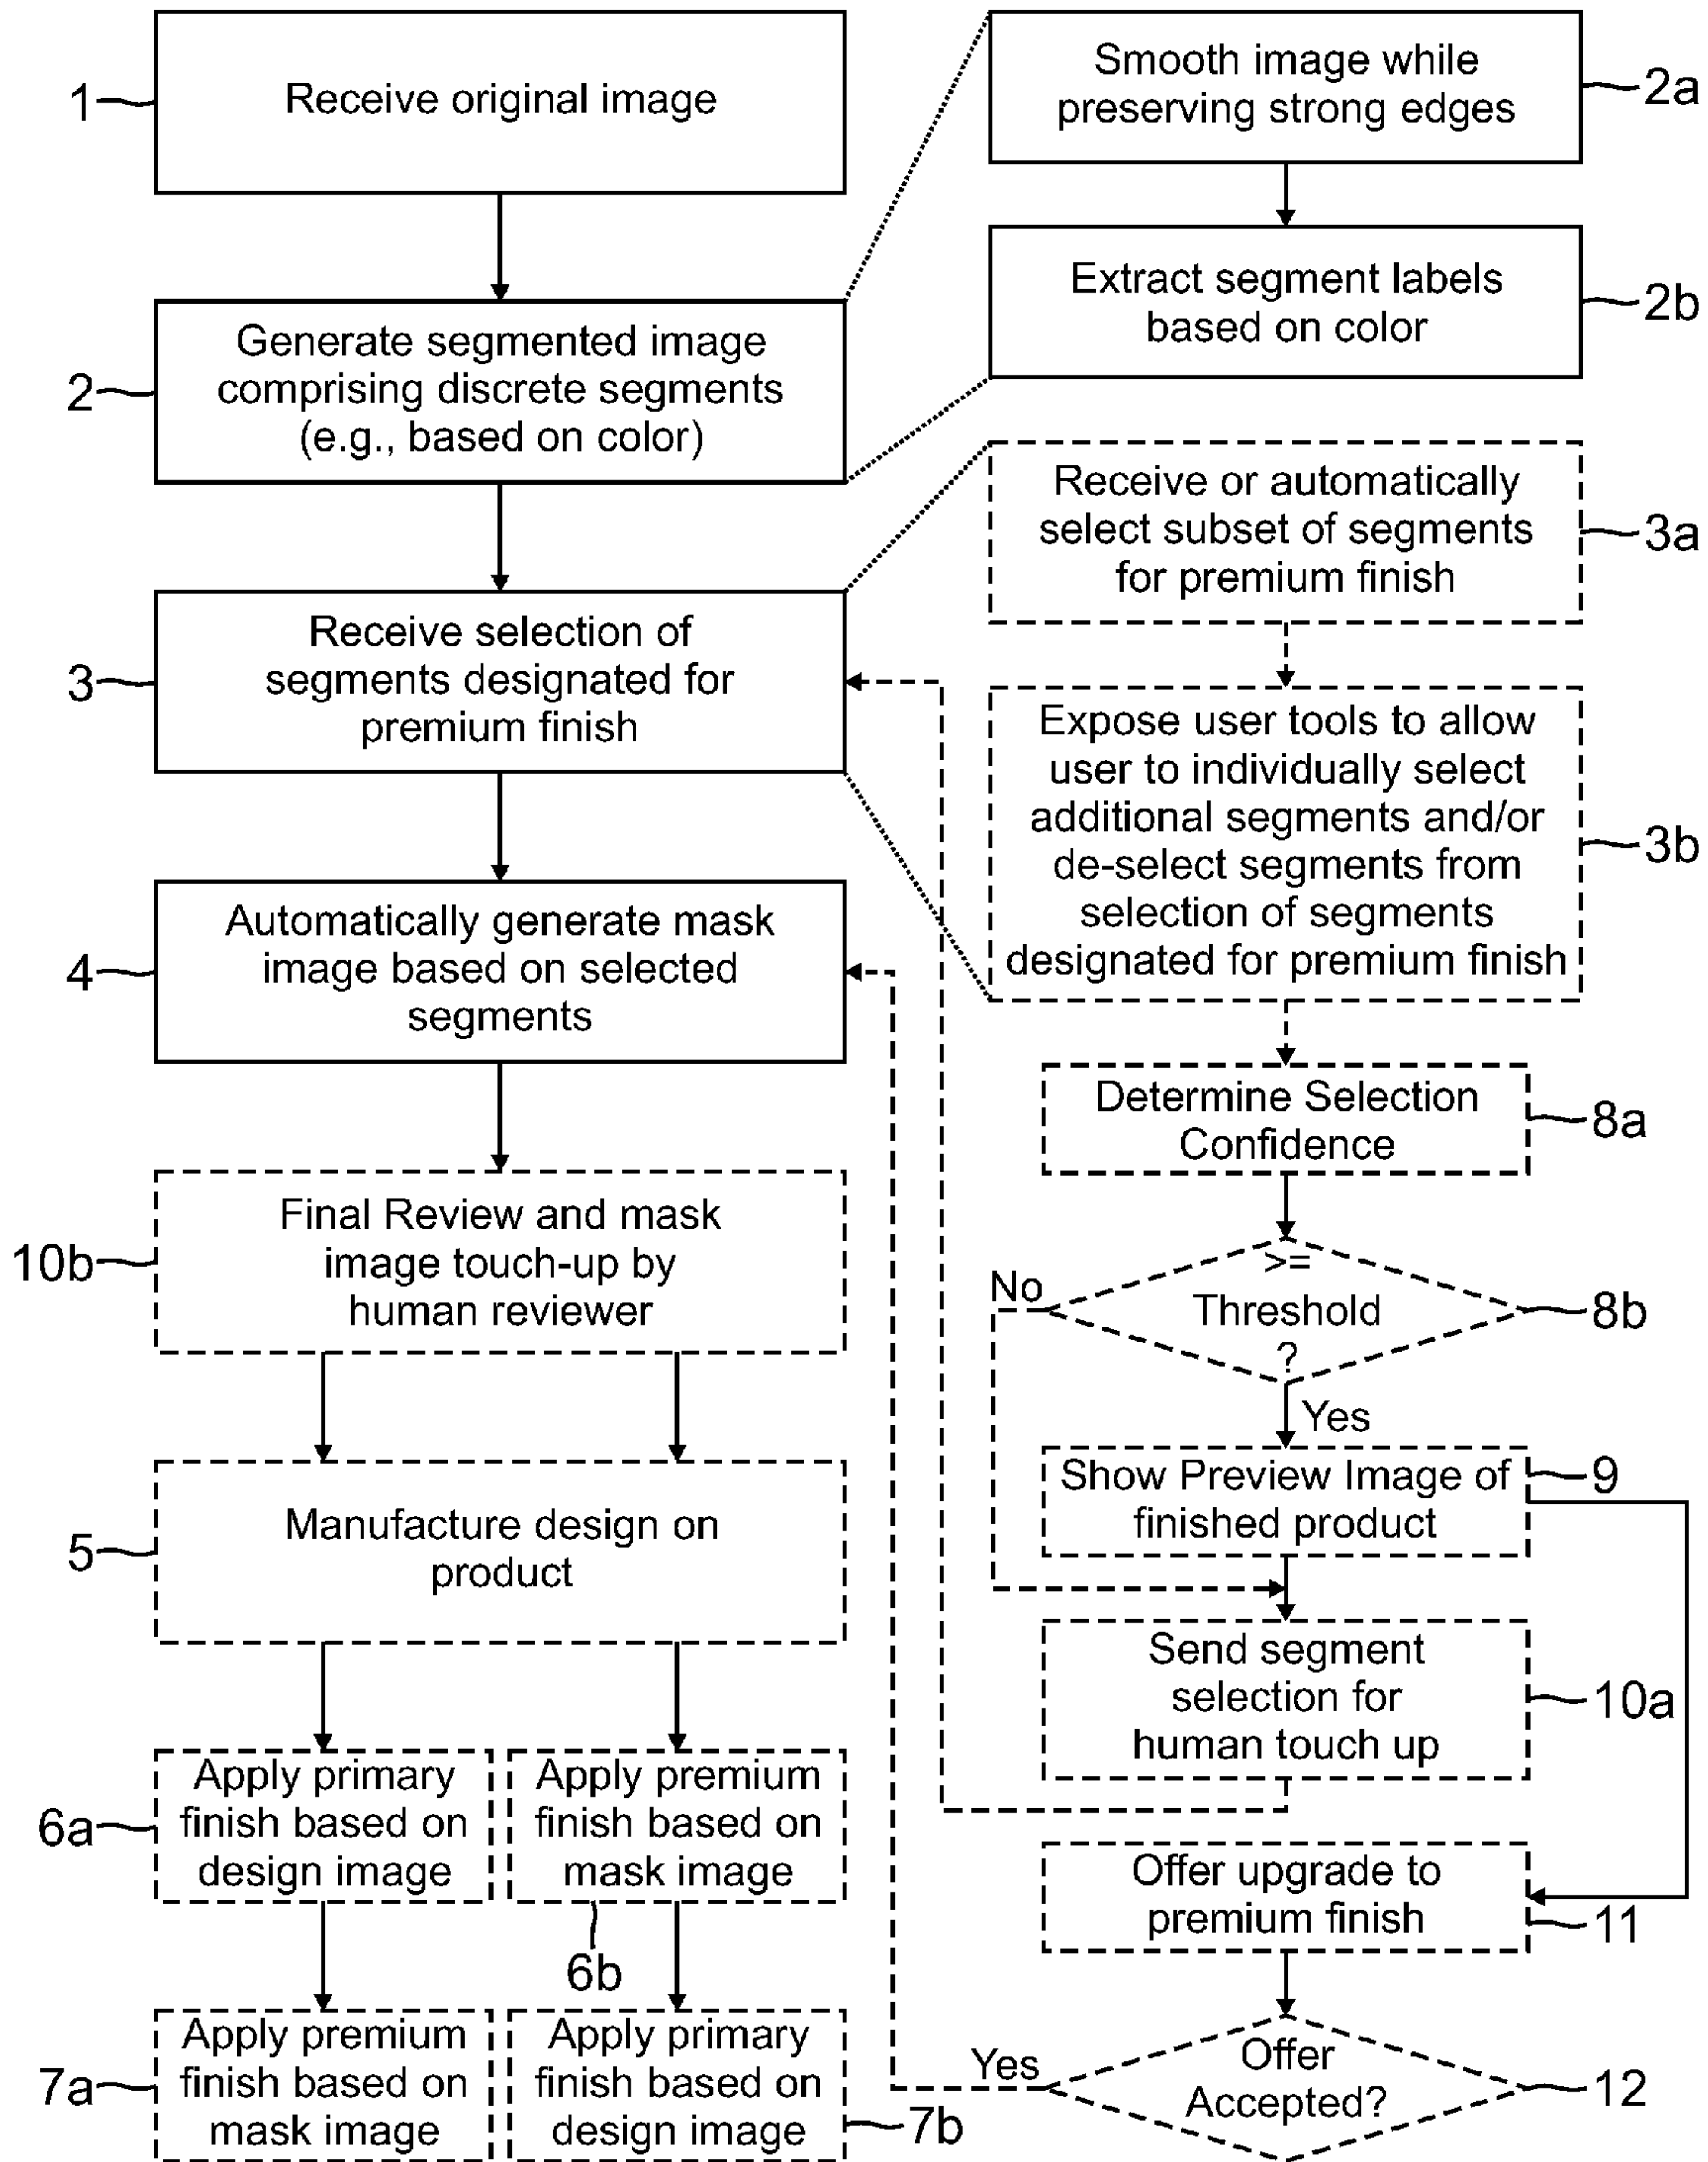 1
Receive original image
Smooth image while
preserving strong edges
2a
Extract segment labels
based on color
2b
2
Generate segmented image
comprising discrete segments
(e.g., based on color)
Receive or automatically
select subset of segments
for premium finish
3a
3
Receive selection of
segments designated for
premium finish
Expose user tools to allow
user to individually select
additional segments and/or
de-select segments from
selection of segments
designated for premium finish
3b
4
Automatically generate mask
image based on selected
segments
Determine Selection
Confidence
8a
10b
Final Review and mask
image touch-up by
human reviewer
No
>=
Threshold
?
8b
Yes
Show Preview Image of
finished product
9
5
Manufacture design on
product
Send segment
selection for
human touch up
10a
6a
Apply primary
finish based on
design image
Apply premium
finish based on
mask image
6b
Offer upgrade to
premium finish
11
7a
Apply premium
finish based on
mask image
Apply primary
finish based on
design image
7b
Yes
Offer
Accepted?
12